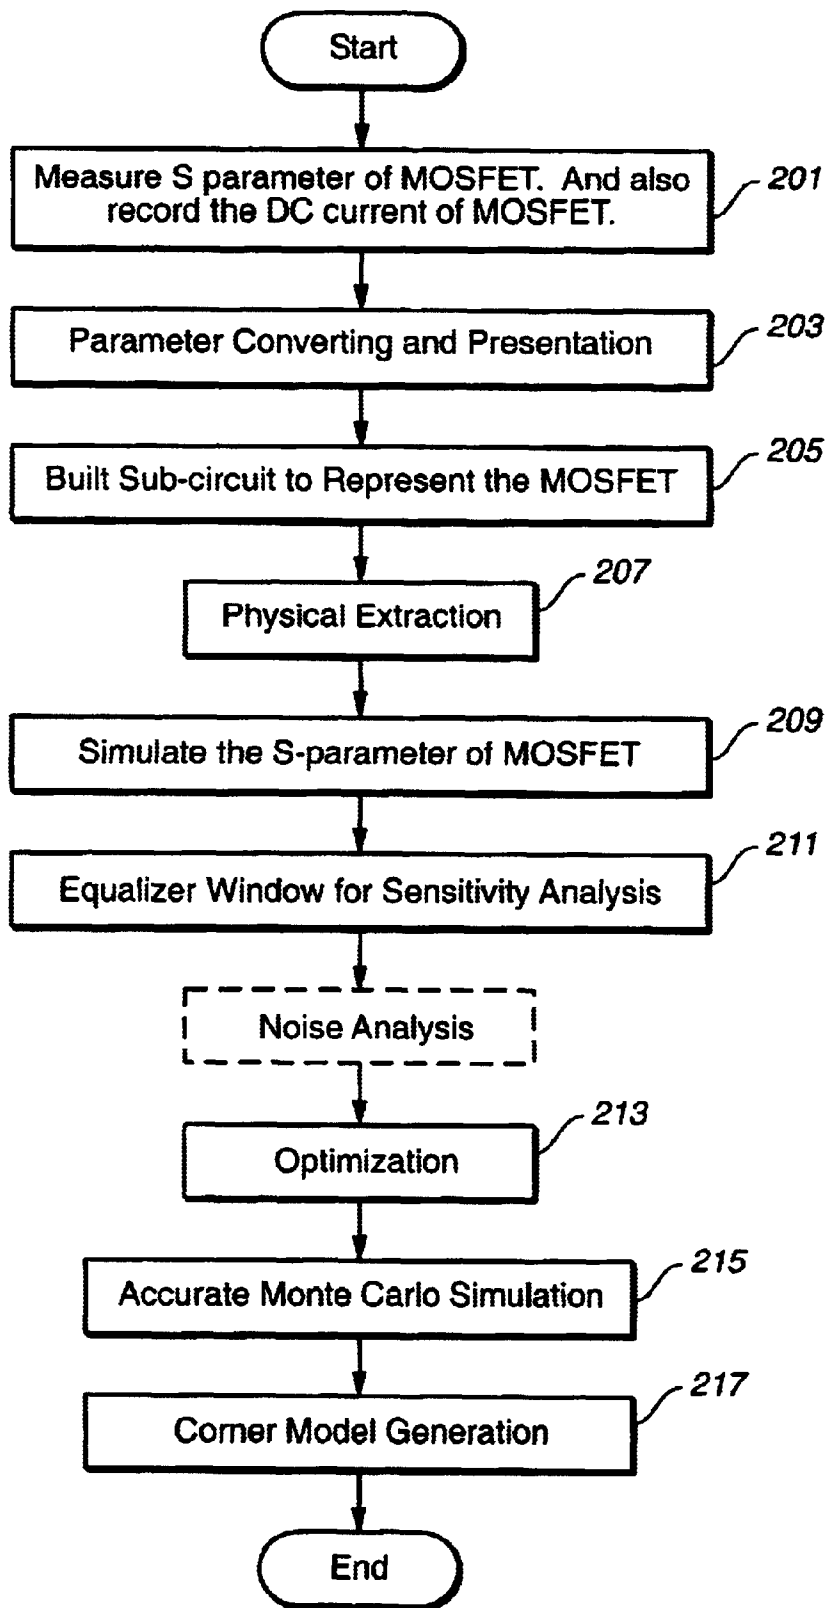 Start
Measure S parameter of MOSFET. And also
record the DC current of MOSFET.
201
Parameter Converting and Presentation
203
Built Sub-circuit to Represent the MOSFET
205
Physical Extraction
207
Simulate the S-parameter of MOSFET
209
Equalizer Window for Sensitivity Analysis
211
Noise Analysis
Optimization
213
Accurate Monte Carlo Simulation
215
Corner Model Generation
217
End